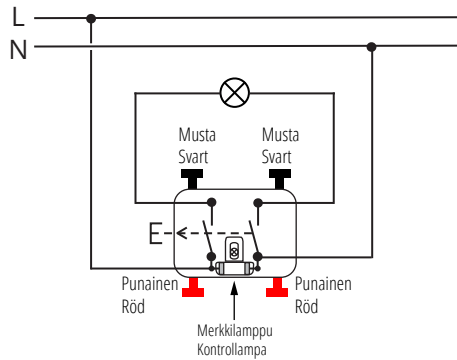 L
N
Musta
Svart
Musta
Svart
Punainen
Röd
Punainen
Röd
Merkkilamppu
Kontrollampa